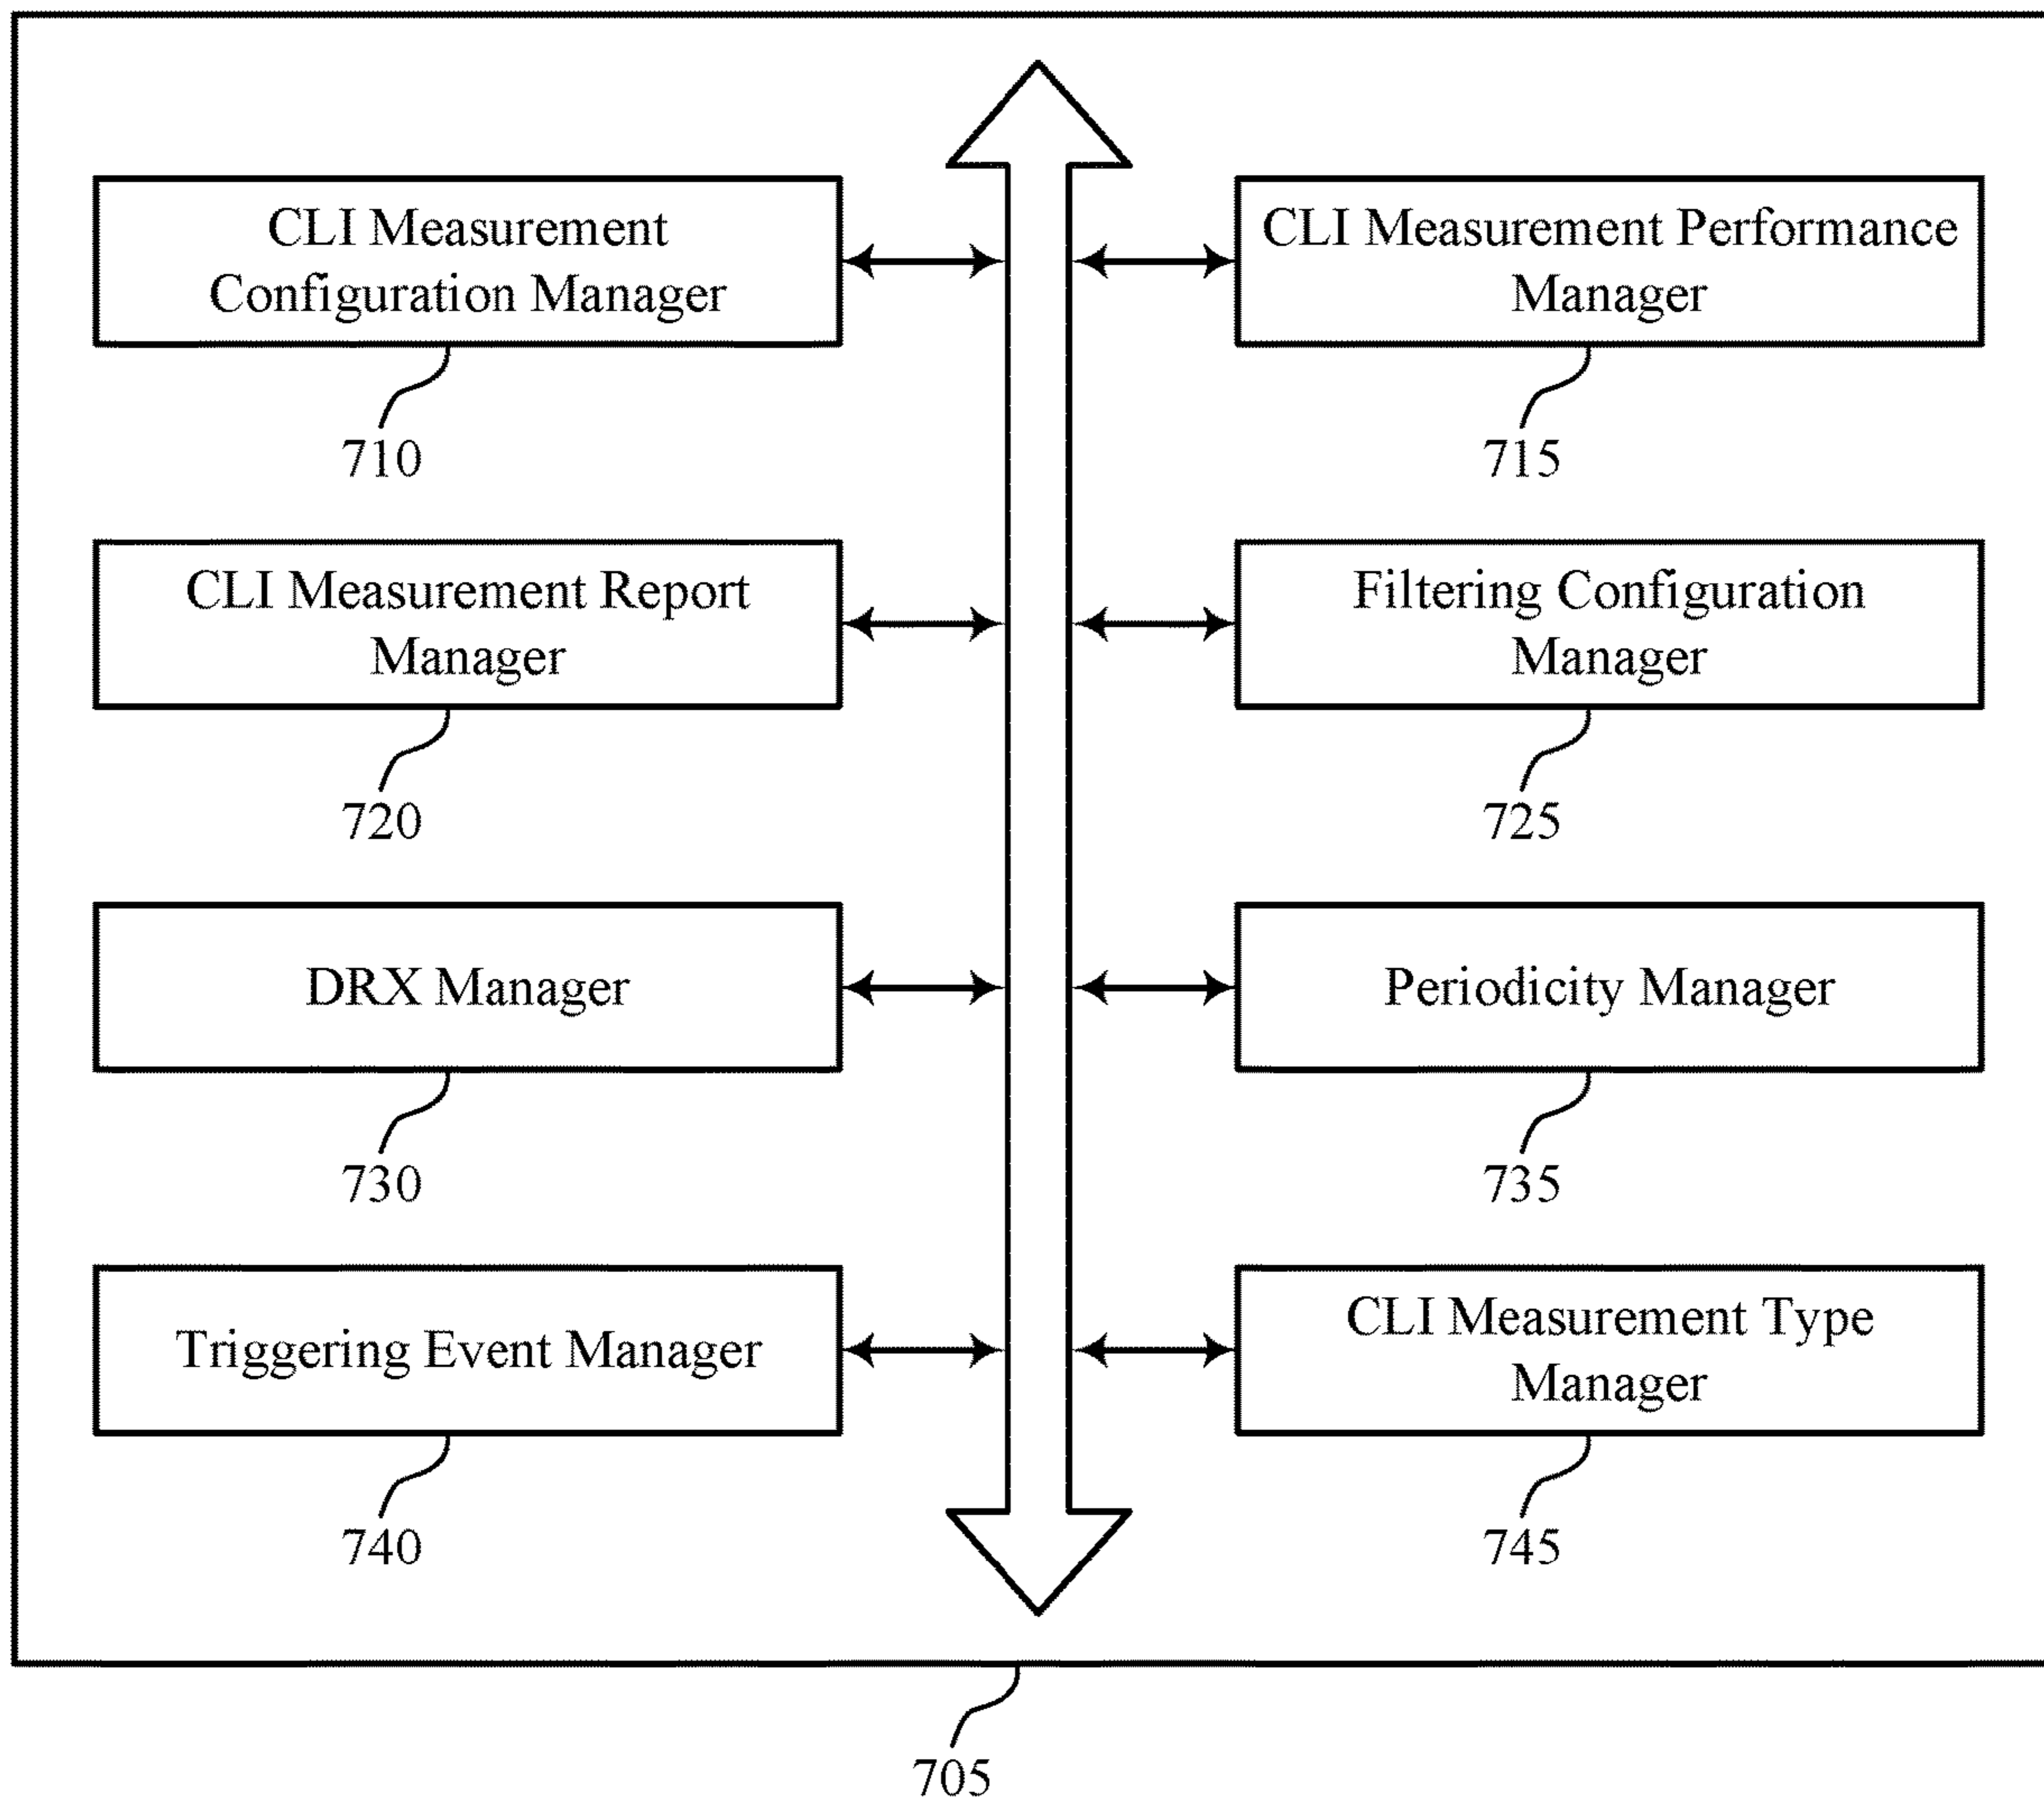 CLI Measurement
Configuration Manager
710
CLI Measurement Performance
Manager
715
CLI Measurement Report
Manager
720
Filtering Configuration
Manager
725
DRX Manager
730
Periodicity Manager
735
Triggering Event Manager
740
CLI Measurement Type
Manager
745
705